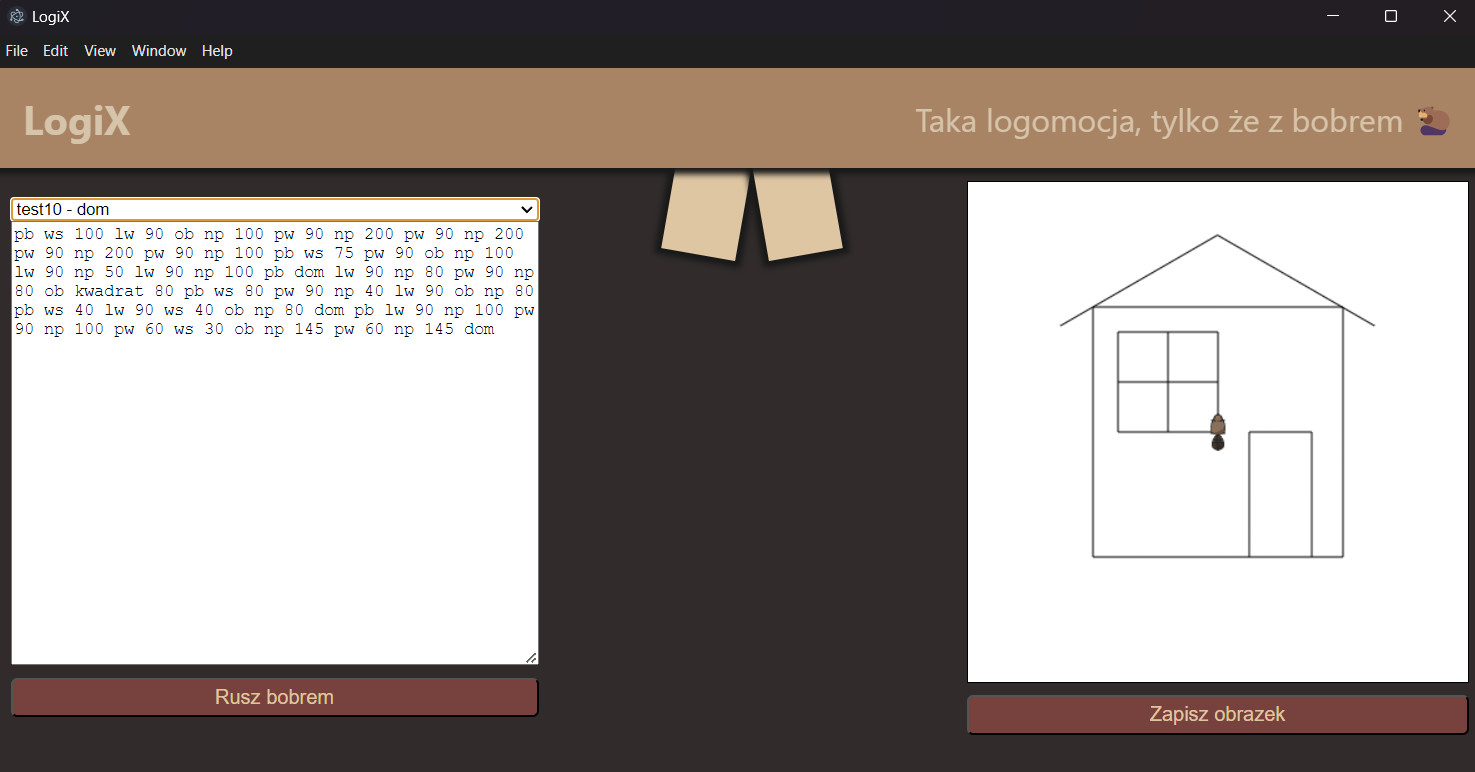 LogiX
File Edit View Window Help
LogiX
Taka logomocja, tylko że z bobrem
test10 - dom
pb ws 100 lw 90 ob np 100 pw 90 np 200 pw 90 np 200
pw 90 np 200 pw 90 np 100 pb ws 75 pw 90 ob np 100
lw 90 np 50 lw 90 np 100 pb dom lw 90 np 80 pw 90 np
80 ob kwadrat 80 pb ws 80 pw 90 np 40 lw 90 ob np 80
pb ws 40 lw 90 ws 40 ob np 80 dom pb lw 90 np 100 pw
90 np 100 pw 60 ws 30 ob np 145 pw 60 np 145 dom
Rusz bobrem
Zapisz obrazek